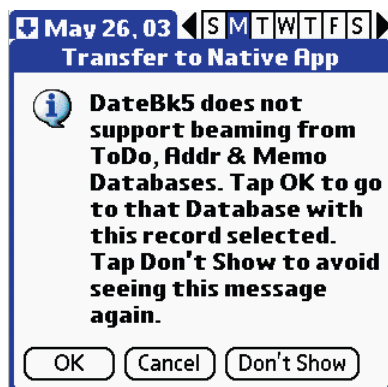 May 26, 03 S M T W T F S
Transfer to Native App
DateBk5 does not
support beaming from
ToDo, Addr & Memo
Databases. Tap OK to go
to that Database with
this record selected.
Tap Don't Show to avoid
seeing this message
again.
OK Cancel Don't Show